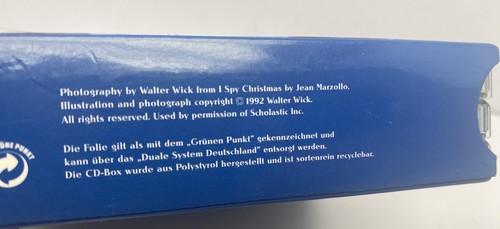 Photography by Walter Wick from I Spy Christmas by Jean Marzollo.
Illustration and photograph copyright © 1992 Walter Wick.
All rights reserved. Used by permission of Scholastic Inc.
Die Folie gilt als mit dem „Grünen Punkt" gekennzeichnet und
kann über das „Duale System Deutschland" entsorgt werden.
Die CD-Box wurde aus Polystyrol hergestellt und ist sortenrein recyclebar.
PUNKT